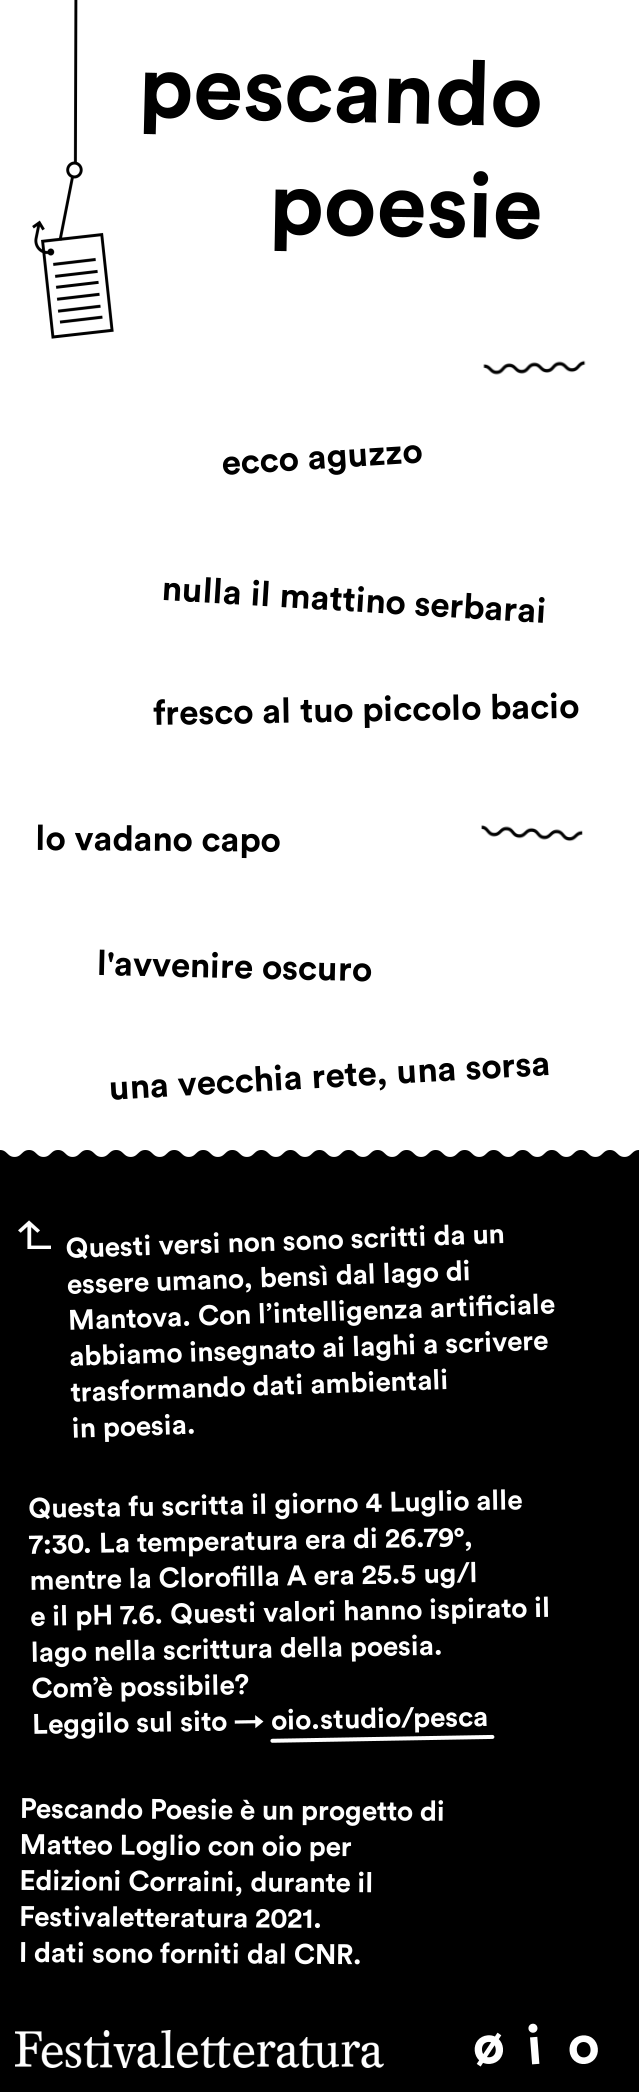 pescando
poesie
ecco aguzzo
nulla il mattino serbarai
fresco al tuo piccolo bacio
lo vadano capo
l'avvenire oscuro
una vecchia rete, una sorsa
Questi versi non sono scritti da un
essere umano, bensì dal lago di
Mantova. Con l’intelligenza artificiale
abbiamo insegnato ai laghi a scrivere
trasformando dati ambientali
in poesia.
Questa fu scritta il giorno 4 Luglio alle
7:30. La temperatura era di 26.79°,
mentre la Clorofilla A era 25.5 ug/l
e il pH 7.6. Questi valori hanno ispirato il
lago nella scrittura della poesia.
Com’è possibile?
Leggilo sul sito → oio.studio/pesca
Pescando Poesie è un progetto di
Matteo Loglio con oio per
Edizioni Corraini, durante il
Festivaletteratura 2021.
I dati sono forniti dal CNR.
Festivaletteratura ø i o